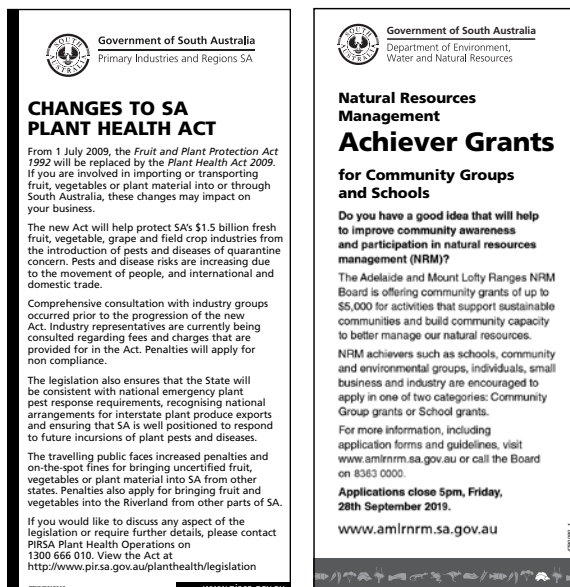 Government of South Australia
Primary Industries and Regions SA
CHANGES TO SA
PLANT HEALTH ACT
From 1 July 2009, the Fruit and Plant Protection Act
1992 will be replaced by the Plant Health Act 2009.
If you are involved in importing or transporting
fruit, vegetables or plant material into or through
South Australia, these changes may impact on
your business.
The new Act will help protect SA's $1.5 billion fresh
fruit, vegetable, grape and field crop industries from
the introduction of pests and diseases of quarantine
concern. Pests and disease risks are increasing due
to the movement of people, and international and
domestic trade.
Comprehensive consultation with industry groups
occurred prior to the progression of the new
Act. Industry representatives are currently being
consulted regarding fees and charges that are
provided for in the Act. Penalties will apply for
non compliance.
The legislation also ensures that the State will
be consistent with national emergency plant
pest response requirements, recognising national
arrangements for interstate plant produce exports
and ensuring that SA is well positioned to respond
to future incursions of plant pests and diseases.
The travelling public faces increased penalties and
on-the-spot fines for bringing uncertified fruit,
vegetables or plant material into SA from other
states. Penalties also apply for bringing fruit and
vegetables into the Riverland from other parts of SA.
If you would like to discuss any aspect of the
legislation or require further details, please contact
PIRSA Plant Health Operations on
1300 666 010. View the Act at
http://www.pir.sa.gov.au/planthealth/legislation
Government of South Australia
Department of Environment,
Water and Natural Resources
Natural Resources
Management
Achiever Grants
for Community Groups
and Schools
Do you have a good idea that will help
to improve community awareness
and participation in natural resources
management (NRM)?
The Adelaide and Mount Lofty Ranges NRM
Board is offering community grants of up to
$5,000 for activities that support sustainable
communities and build community capacity
to better manage our natural resources.
NRM achievers such as schools, community
and environmental groups, individuals, small
business and industry are encouraged to
apply in one of two categories: Community
Group grants or School grants.
For more information, including
application forms and guidelines, visit
www.amlrnrm.sa.gov.au or call the Board
on 8363 0000.
Applications close 5pm, Friday,
28th September 2019.
www.amlrnrm.sa.gov.au